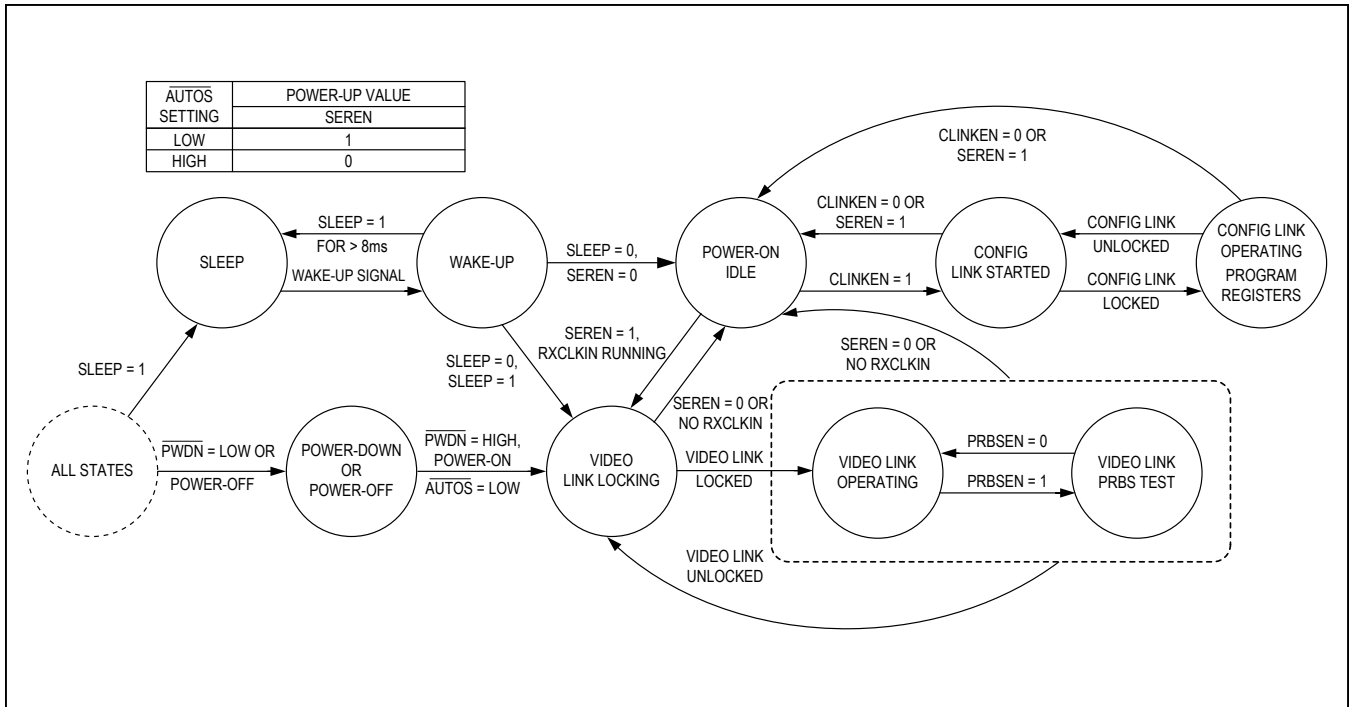 AUTOS
SETTING
POWER-UP VALUE
SEREN
LOW
1
HIGH
0
CLINKEN = 0 OR
SEREN = 1
SLEEP
SLEEP = 1
FOR > 8ms
WAKE-UP SIGNAL
WAKE-UP
SLEEP = 0,
SEREN = 0
POWER-ON
IDLE
CLINKEN = 0 OR
SEREN = 1
CLINKEN = 1
CONFIG
LINK STARTED
CONFIG LINK
UNLOCKED
CONFIG LINK
LOCKED
CONFIG LINK
OPERATING
PROGRAM
REGISTERS
SLEEP = 1
SLEEP = 0,
SLEEP = 1
SEREN = 1,
RXCLKIN RUNNING
SEREN = 0 OR
NO RXCLKIN
SEREN = 0 OR
NO RXCLKIN
ALL STATES
PWDN = LOW OR
POWER-OFF
POWER-DOWN
OR
POWER-OFF
PWDN = HIGH,
POWER-ON
AUTOS = LOW
VIDEO
LINK LOCKING
VIDEO LINK
LOCKED
VIDEO LINK
OPERATING
PRBSEN = 0
PRBSEN = 1
VIDEO LINK
PRBS TEST
VIDEO LINK
UNLOCKED